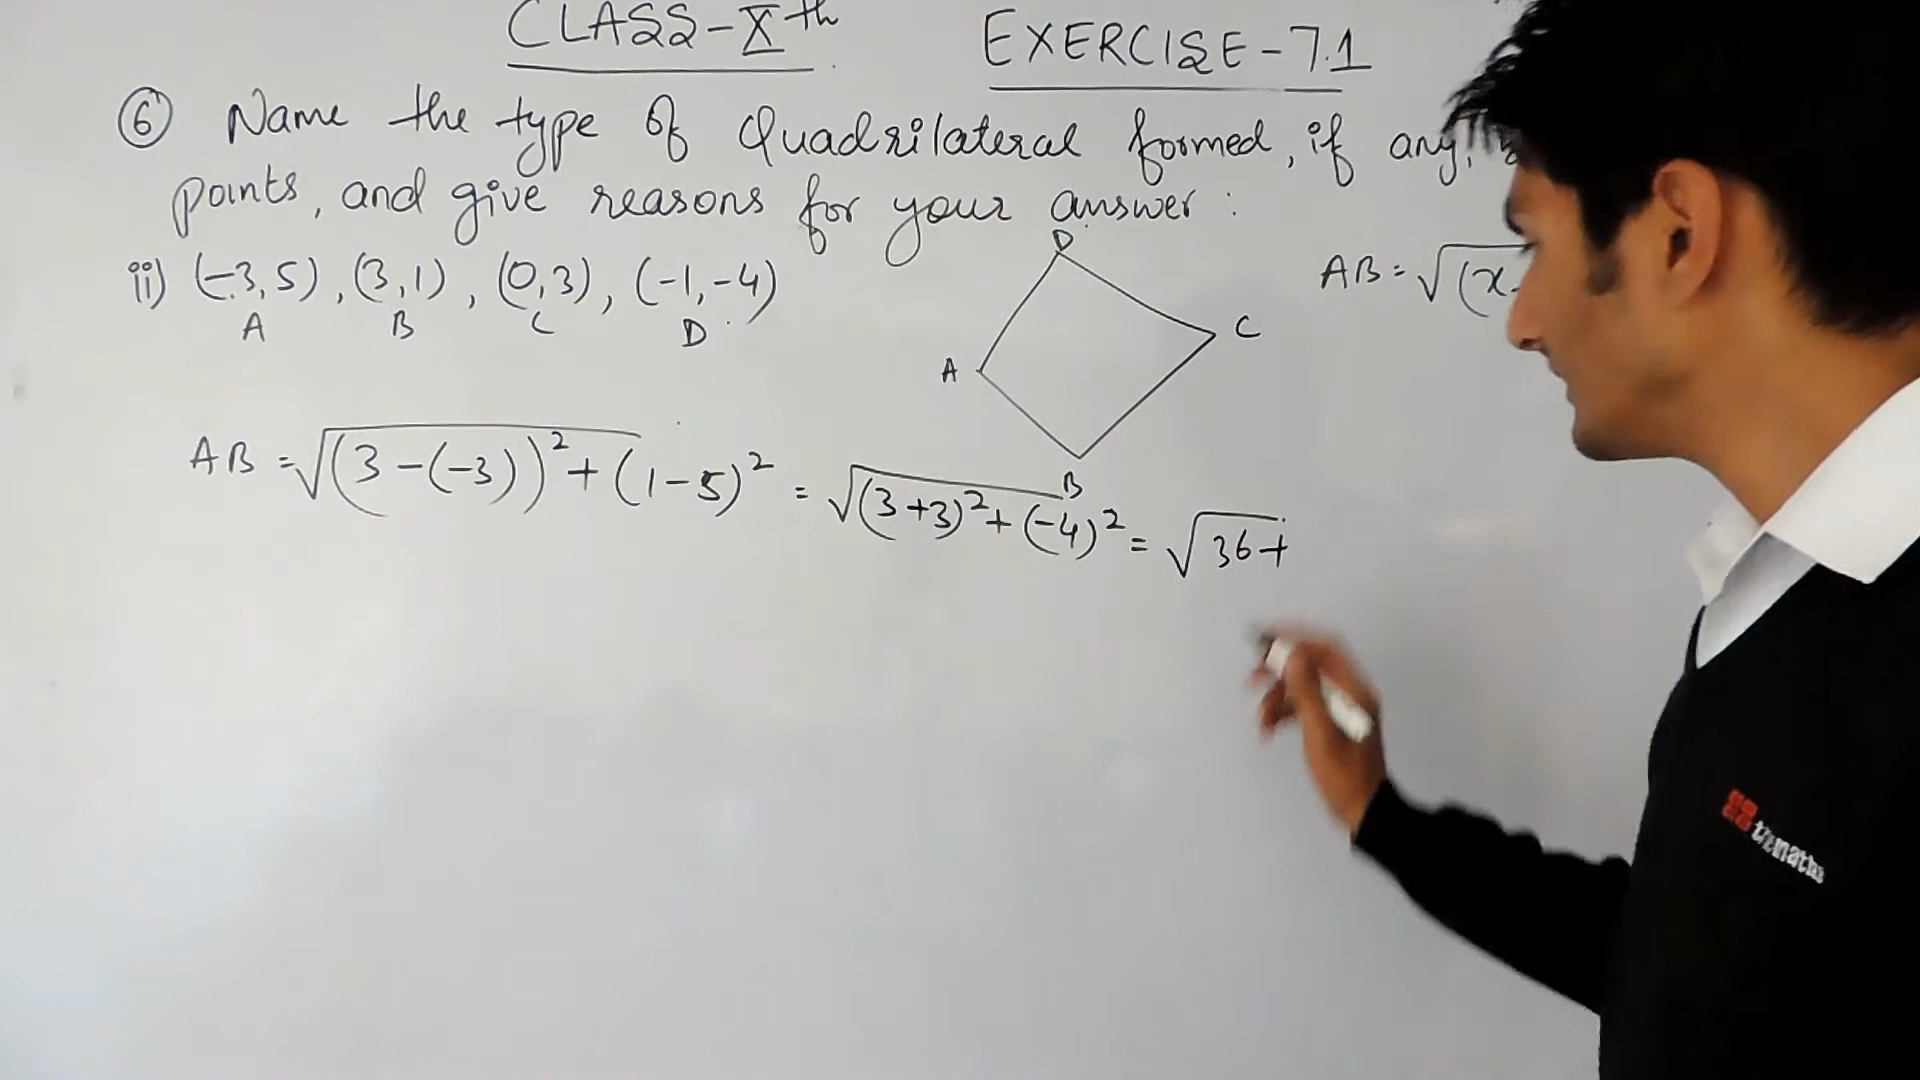 CLASS-Xth EXERCISE-7.1
⑥ Name the type of Quadrilateral formed, if any,
points, and give reasons for your answer :
ii) (-3,5), (3,1), (0,3), (-1,-4)
A B C D
D
C
A
B
AB = √(x
AB = √(3-(-3))²+(1-5)² = √(3+3)²+(-4)² = √36+